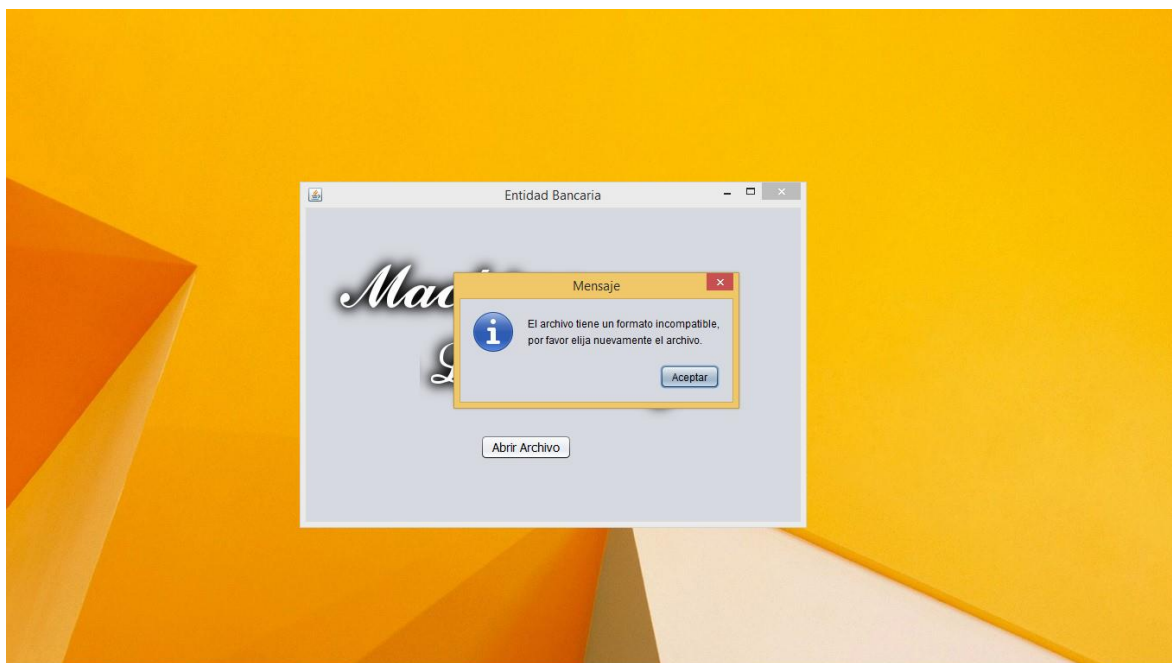 Entidad Bancaria
Mensaje
El archivo tiene un formato incompatible,
por favor elija nuevamente el archivo.
Aceptar
Abrir Archivo